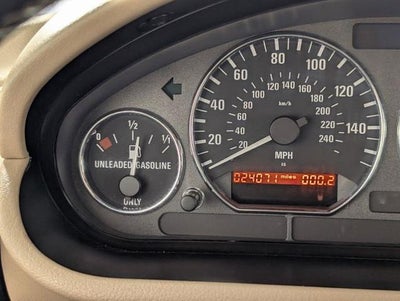 0 1/2 1/1
UNLEADED GASOLINE
ONLY
20 40 60 80 100 120 140
20 40 60 80 100 120 140 160 180 200 220 240
km/h
MPH
024071 miles 000.2